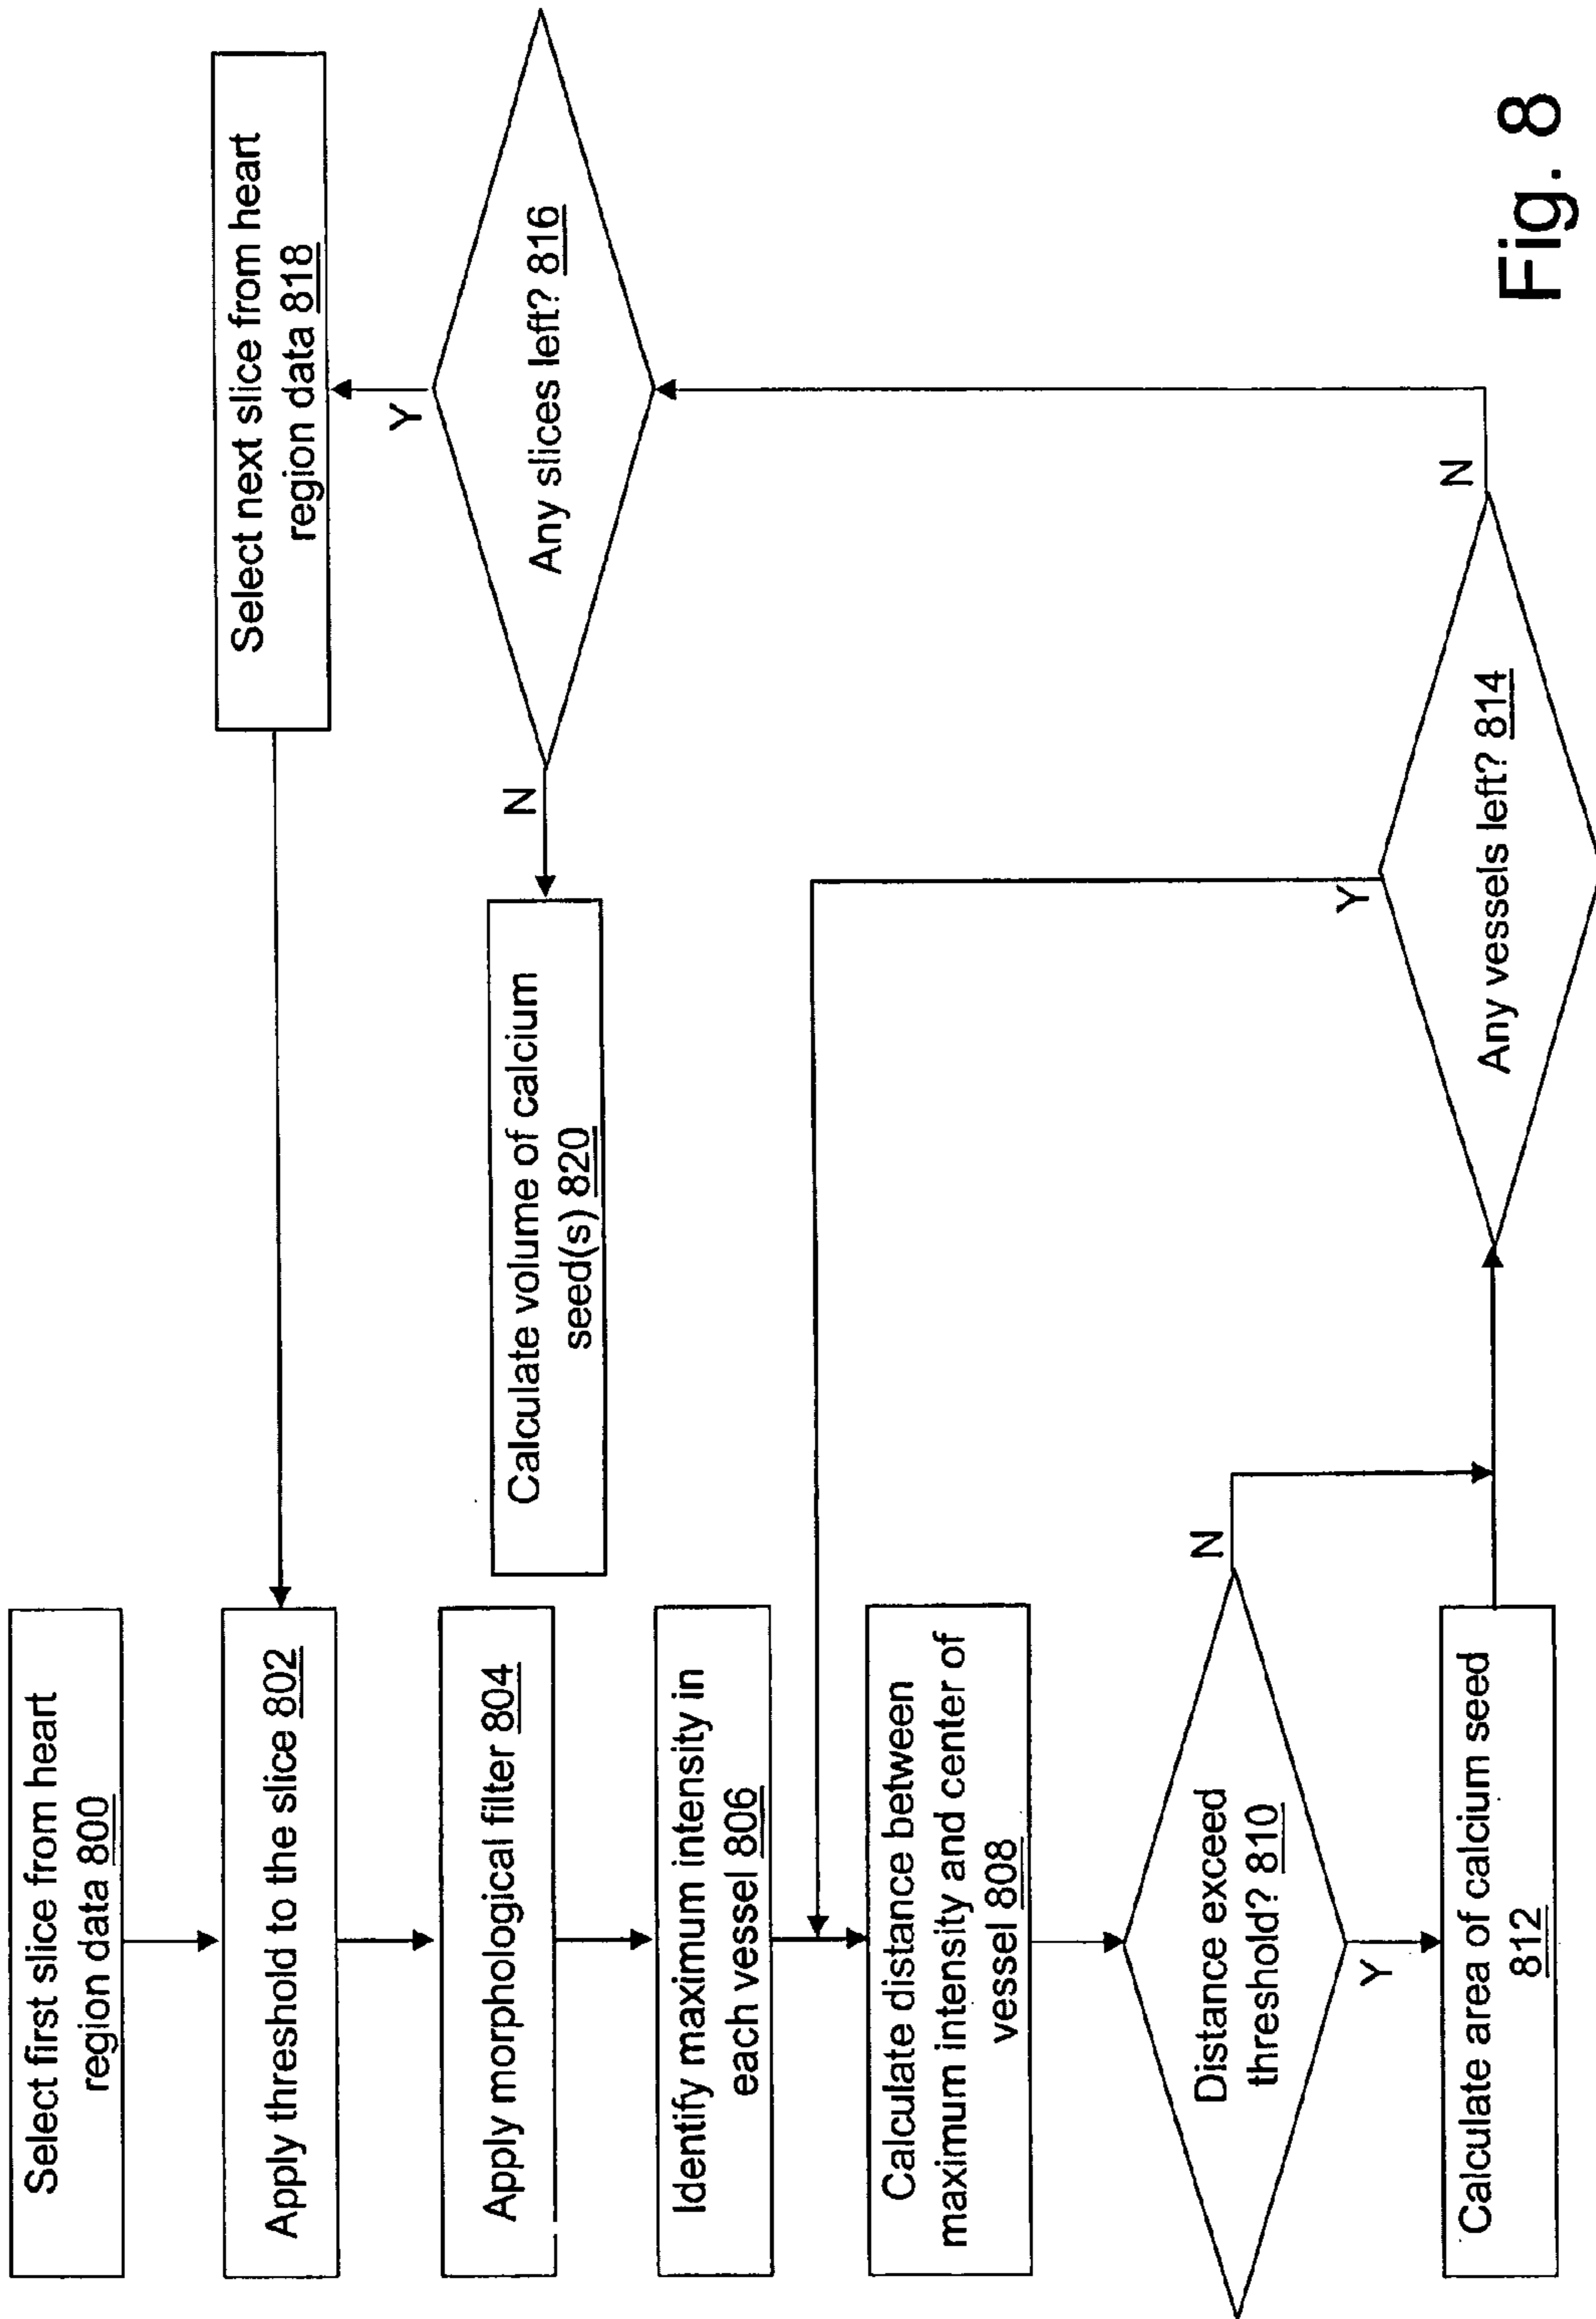 Select first slice from heart
region data 800
Apply threshold to the slice 802
Apply morphological filter 804
Identify maximum intensity in
each vessel 806
Calculate distance between
maximum intensity and center of
vessel 808
Distance exceed
threshold? 810
N
Y
Calculate area of calcium seed
812
Any vessels left? 814
Y
N
Any slices left? 816
Y
N
Select next slice from heart
region data 818
Calculate volume of calcium
seed(s) 820
Fig. 8